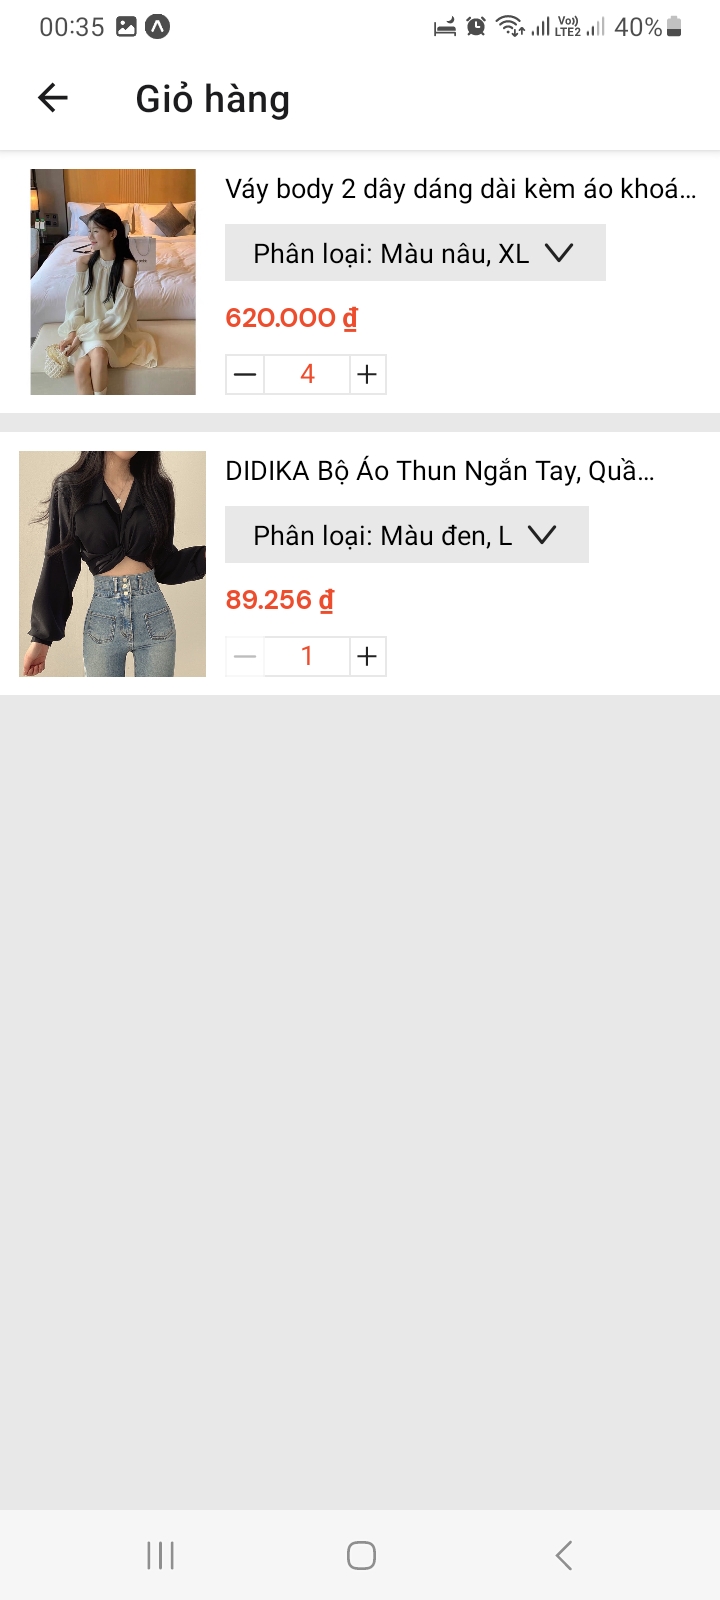 00:35
Vo))
LTE2
40%
Giỏ hàng
Váy body 2 dây dáng dài kèm áo khoá...
Phân loại: Màu nâu, XL
620.000 ₫
4
DIDIKA Bộ Áo Thun Ngắn Tay, Quầ...
Phân loại: Màu đen, L
89.256 ₫
1